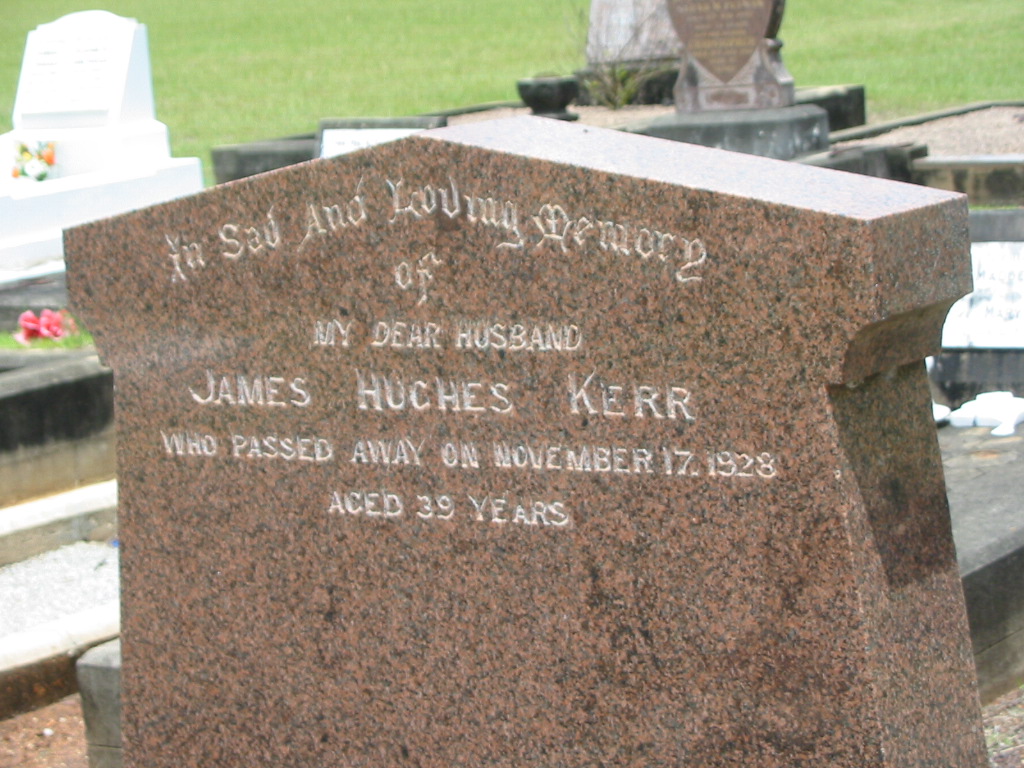 In Sad And Loving Memory
of
MY DEAR HUSBAND
JAMES HUGHES KERR
WHO PASSED AWAY ON NOVEMBER 17. 1928
AGED 39 YEARS